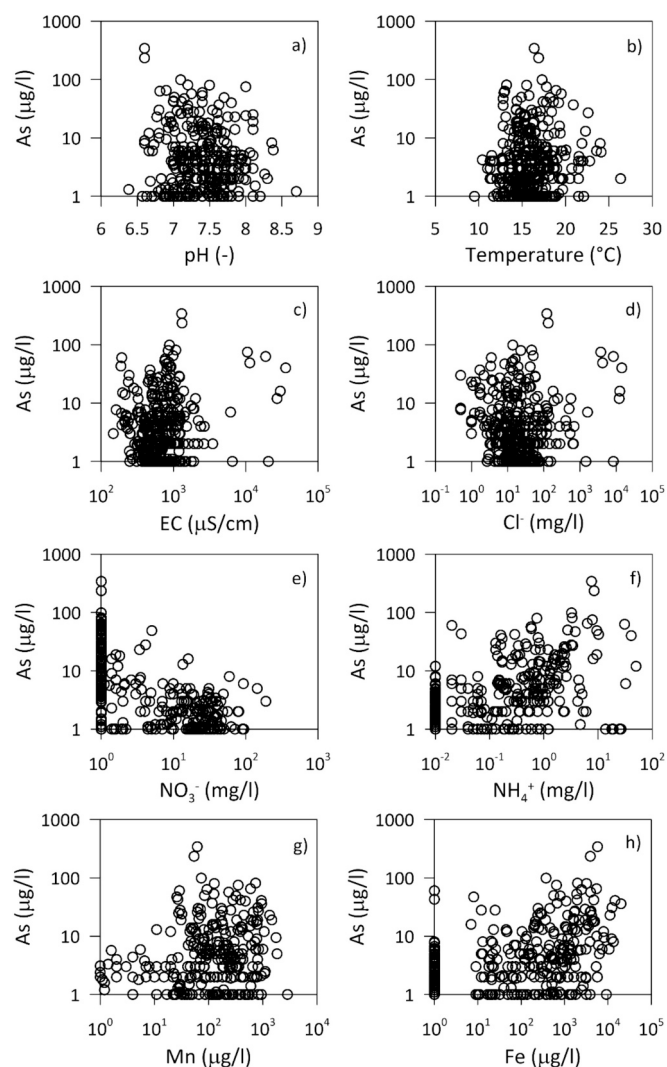 1000
100
10
1
As (µg/l)
a)
6 6.5 7 7.5 8 8.5 9
pH (-)
1000
100
10
1
As (µg/l)
b)
5 10 15 20 25 30
Temperature (°C)
1000
100
10
1
As (µg/l)
c)
10² 10³ 10⁴ 10⁵
EC (µS/cm)
1000
100
10
1
As (µg/l)
d)
10⁻¹ 10⁰ 10¹ 10² 10³ 10⁴ 10⁵
Cl⁻ (mg/l)
1000
100
10
1
As (µg/l)
e)
10⁰ 10¹ 10² 10³
NO₃⁻ (mg/l)
1000
100
10
1
As (µg/l)
f)
10⁻² 10⁻¹ 10⁰ 10¹ 10²
NH₄⁺ (mg/l)
1000
100
10
1
As (µg/l)
g)
10⁰ 10¹ 10² 10³ 10⁴
Mn (µg/l)
1000
100
10
1
As (µg/l)
h)
10⁰ 10¹ 10² 10³ 10⁴ 10⁵
Fe (µg/l)